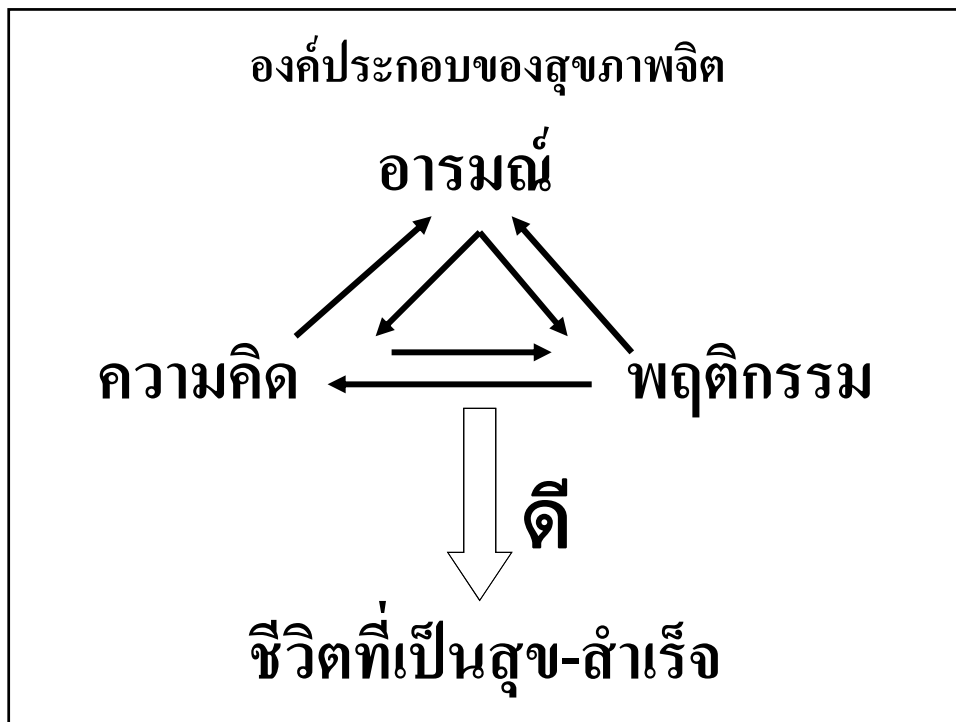 องค์ประกอบของสุขภาพจิต
อารมณ์
ความคิด พฤติกรรม
ดี
ชีวิตที่เป็นสุข-สำเร็จ